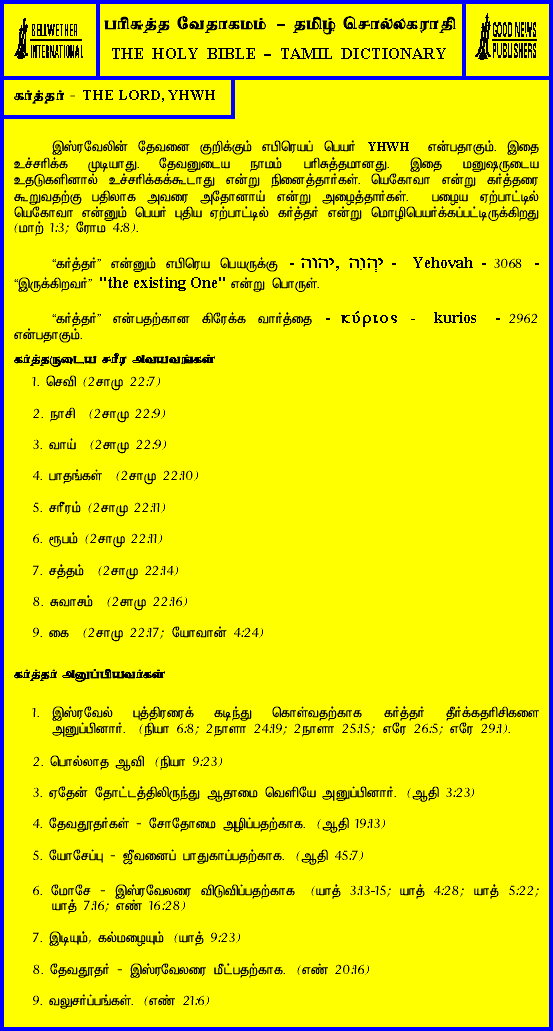 BELLWETHER
INTERNATIONAL
பரிசுத்த வேதாகமம் – தமிழ் சொல்லகராதி
THE HOLY BIBLE – TAMIL DICTIONARY
GOOD NEWS
PUBLISHERS
கர்த்தர் - THE LORD, YHWH
இஸ்ரவேலின் தேவனை குறிக்கும் எபிரெயப் பெயர் YHWH என்பதாகும். இதை
உச்சரிக்க முடியாது. தேவனுடைய நாமம் பரிசுத்தமானது. இதை மனுஷருடைய
உதடுகளினால் உச்சரிக்கக்கூடாது என்று நினைத்தார்கள். யெகோவா என்று கர்த்தரை
கூறுவதற்கு பதிலாக அவரை அதோனாய் என்று அழைத்தார்கள். பழைய ஏற்பாட்டில்
யெகோவா என்னும் பெயர் புதிய ஏற்பாட்டில் கர்த்தர் என்று மொழிபெயர்க்கப்பட்டிருக்கிறது
(மாற் 1:3; ரோம 4:8).
“கர்த்தர்” என்னும் எபிரெய பெயருக்கு - יהוה, יְהוָֹה - Yehovah - 3068 -
“இருக்கிறவர்” "the existing One" என்று பொருள்.
“கர்த்தர்” என்பதற்கான கிரேக்க வார்த்தை - κύριος - kurios - 2962
என்பதாகும்.
கர்த்தருடைய சரீர அவயவங்கள்
1. செவி (2சாமு 22:7)
2. நாசி (2சாமு 22:9)
3. வாய் (2சாமு 22:9)
4. பாதங்கள் (2சாமு 22:10)
5. சரீரம் (2சாமு 22:11)
6. ரூபம் (2சாமு 22:11)
7. சத்தம் (2சாமு 22:14)
8. சுவாசம் (2சாமு 22:16)
9. கை (2சாமு 22:17; யோவான் 4:24)
கர்த்தர் அனுப்பியவர்கள்
1. இஸ்ரவேல் புத்திரரைக் கடிந்து கொள்வதற்காக கர்த்தர் தீர்க்கதரிசிகளை
அனுப்பினார். (நியா 6:8; 2நாளா 24:19; 2நாளா 25:15; எரே 26:5; எரே 29:1).
2. பொல்லாத ஆவி (நியா 9:23)
3. ஏதேன் தோட்டத்திலிருந்து ஆதாமை வெளியே அனுப்பினார். (ஆதி 3:23)
4. தேவதூதர்கள் - சோதோமை அழிப்பதற்காக. (ஆதி 19:13)
5. யோசேப்பு - ஜீவனைப் பாதுகாப்பதற்காக. (ஆதி 45:7)
6. மோசே - இஸ்ரவேலரை விடுவிப்பதற்காக (யாத் 3:13-15; யாத் 4:28; யாத் 5:22;
யாத் 7:16; எண் 16:28)
7. இடியும், கல்மழையும் (யாத் 9:23)
8. தேவதூதர் - இஸ்ரவேலரை மீட்பதற்காக. (எண் 20:16)
9. வலுசர்ப்பங்கள். (எண் 21:6)